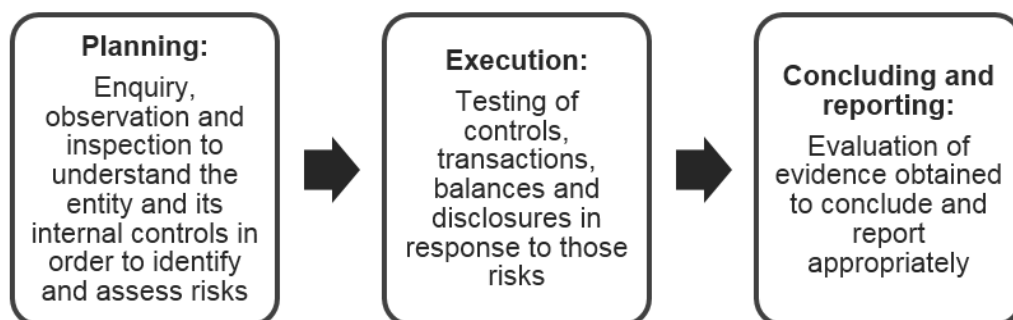 Planning:
Enquiry,
observation and
inspection to
understand the
entity and its
internal controls in
order to identify
and assess risks
Execution:
Testing of
controls,
transactions,
balances and
disclosures in
response to those
risks
Concluding and
reporting:
Evaluation of
evidence obtained
to conclude and
report
appropriately